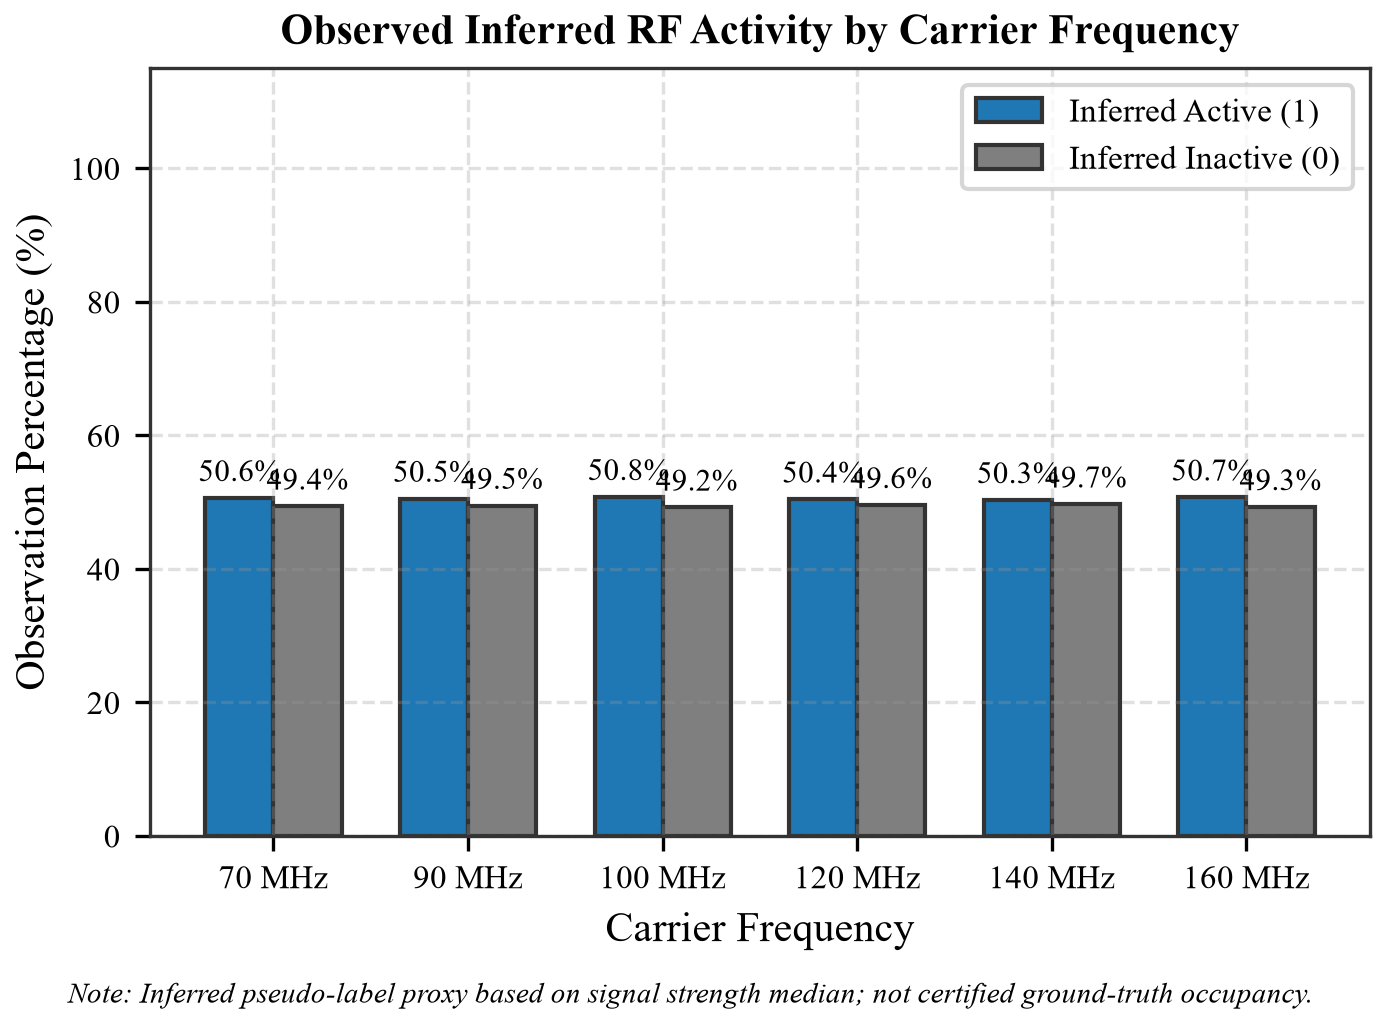 Observed Inferred RF Activity by Carrier Frequency
Inferred Active (1)
Inferred Inactive (0)
Observation Percentage (%)
100
80
60
40
20
0
50.6% 49.4% 50.5% 49.5% 50.8% 49.2% 50.4% 49.6% 50.3% 49.7% 50.7% 49.3%
70 MHz 90 MHz 100 MHz 120 MHz 140 MHz 160 MHz
Carrier Frequency
Note: Inferred pseudo-label proxy based on signal strength median; not certified ground-truth occupancy.